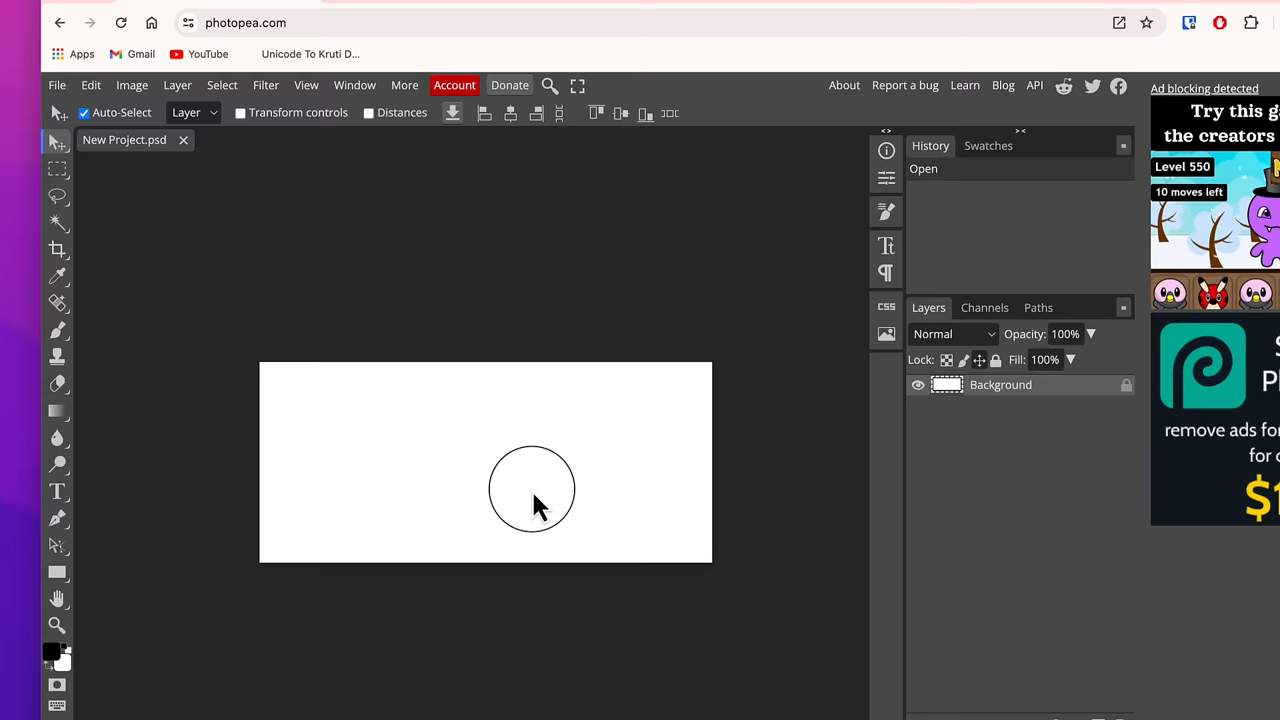 photopea.com
Apps Gmail YouTube Unicode To Kruti D...
File Edit Image Layer Select Filter View Window More Account Donate About Report a bug Learn Blog API Ad blocking detected
Auto-Select Layer Transform controls Distances
Try this
the creators
New Project.psd
History Swatches
Open
Level 550
10 moves left
Tt
CSS
Layers Channels Paths
Normal Opacity: 100%
Lock: Fill: 100%
Background
remove ads
$1